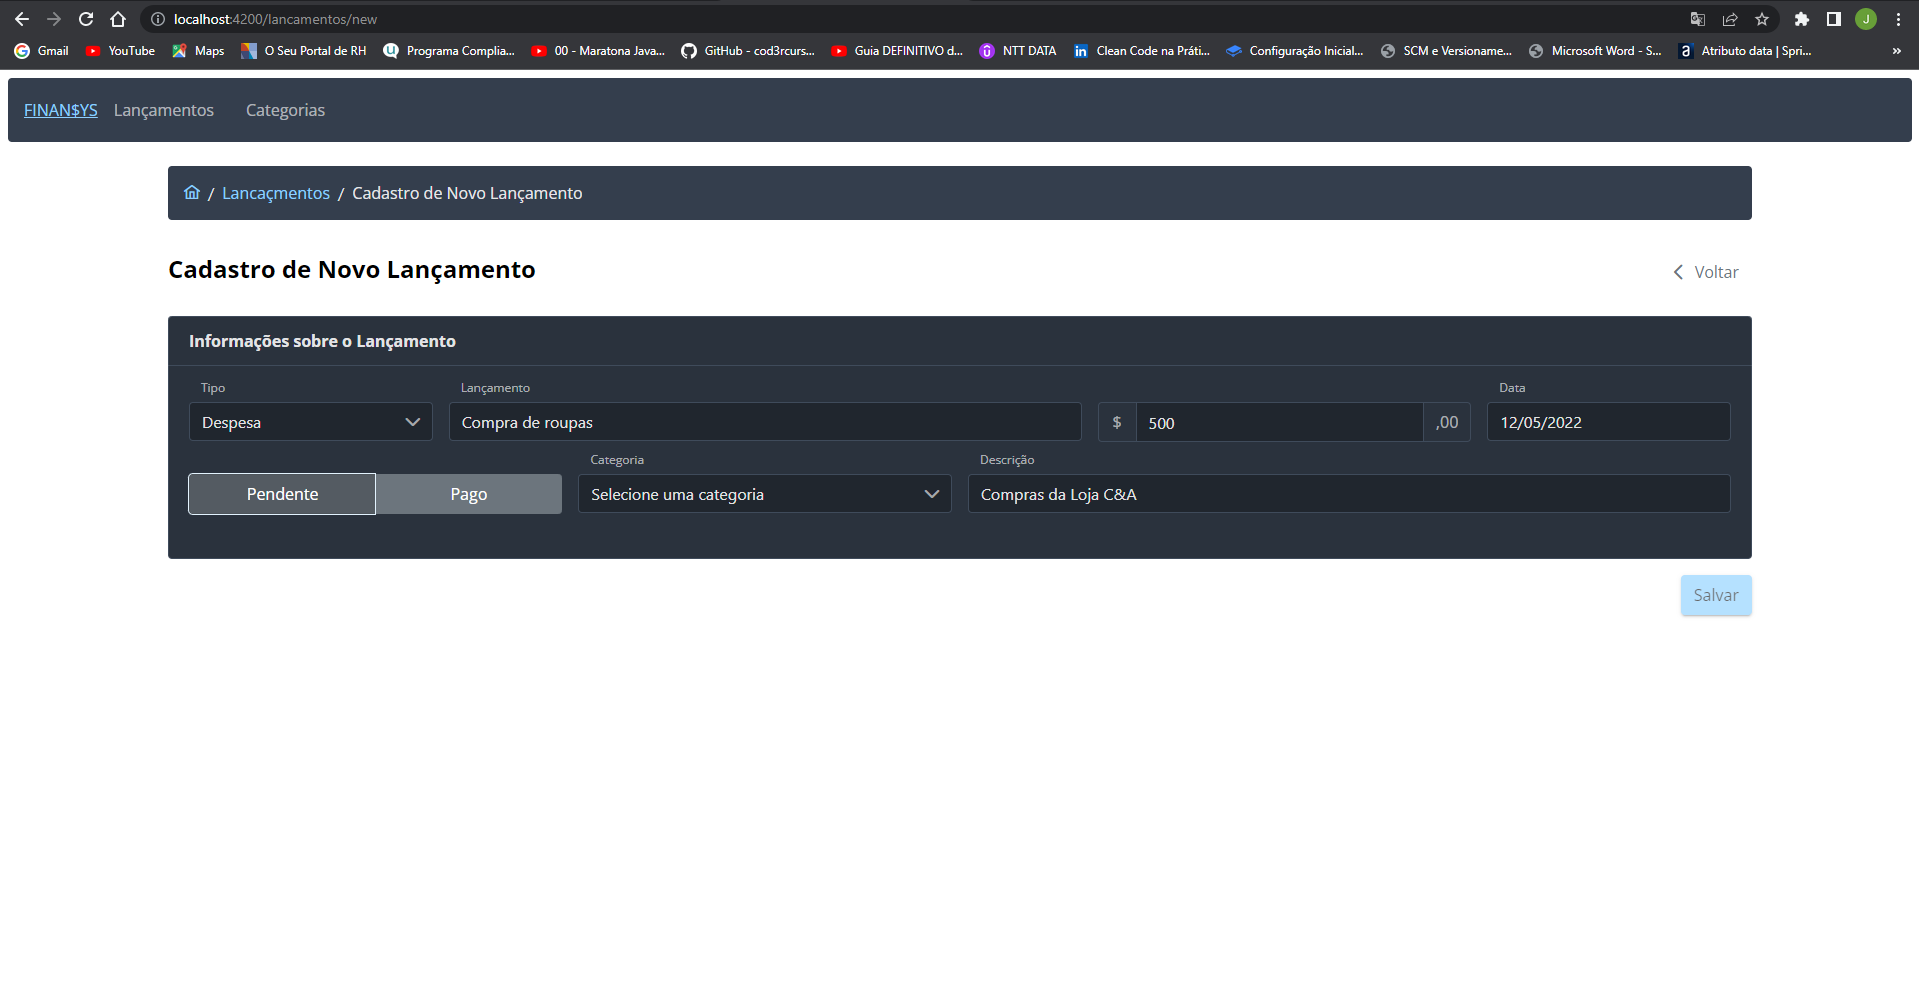 localhost:4200/lancamentos/new
J
Gmail YouTube Maps O Seu Portal de RH Programa Complia... 00 - Maratona Java... GitHub - cod3rcurs... Guia DEFINITIVO d... NTT DATA Clean Code na Práti... Configuração Inicial... SCM e Versioname... Microsoft Word - S... Atributo data | Spri... »
FINAN$YS Lançamentos Categorias
/ Lancaçmentos / Cadastro de Novo Lançamento
Cadastro de Novo Lançamento
Voltar
Informações sobre o Lançamento
Tipo Lançamento Data
Despesa Compra de roupas $ 500 ,00 12/05/2022
Categoria Descrição
Pendente Pago Selecione uma categoria Compras da Loja C&A
Salvar